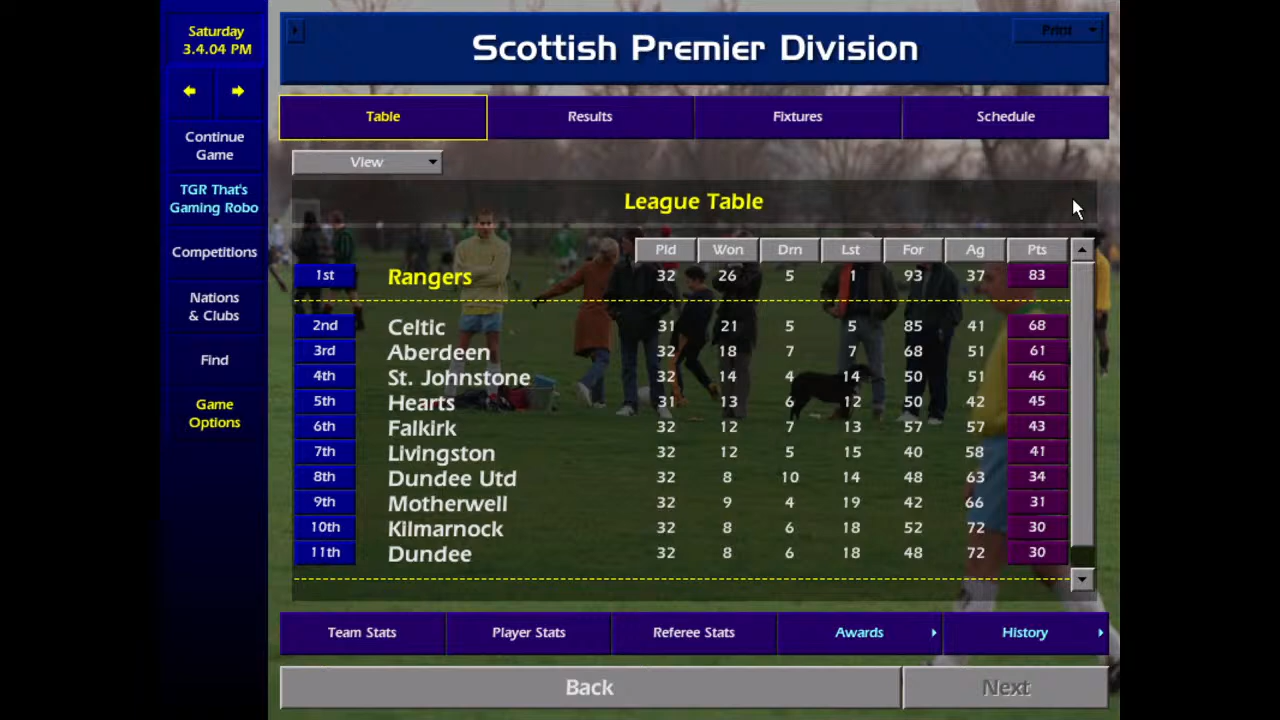 Saturday
3.4.04 PM
Continue
Game
TGR That's
Gaming Robo
Competitions
Nations
& Clubs
Find
Game
Options
Scottish Premier Division
Print
Table Results Fixtures Schedule
View
League Table
Pld Won Drn Lst For Ag Pts
1st Rangers 32 26 5 1 93 37 83
2nd Celtic 31 21 5 5 85 41 68
3rd Aberdeen 32 18 7 7 68 51 61
4th St. Johnstone 32 14 4 14 50 51 46
5th Hearts 31 13 6 12 50 42 45
6th Falkirk 32 12 7 13 57 57 43
7th Livingston 32 12 5 15 40 58 41
8th Dundee Utd 32 8 10 14 48 63 34
9th Motherwell 32 9 4 19 42 66 31
10th Kilmarnock 32 8 6 18 52 72 30
11th Dundee 32 8 6 18 48 72 30
Team Stats Player Stats Referee Stats Awards History
Back Next